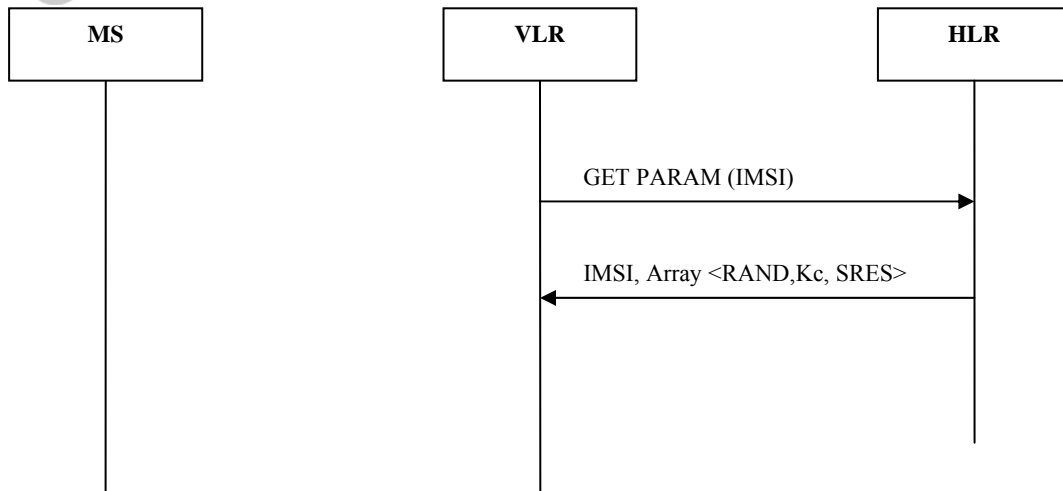 MS
VLR
HLR
GET PARAM (IMSI)
IMSI, Array <RAND,Kc, SRES>